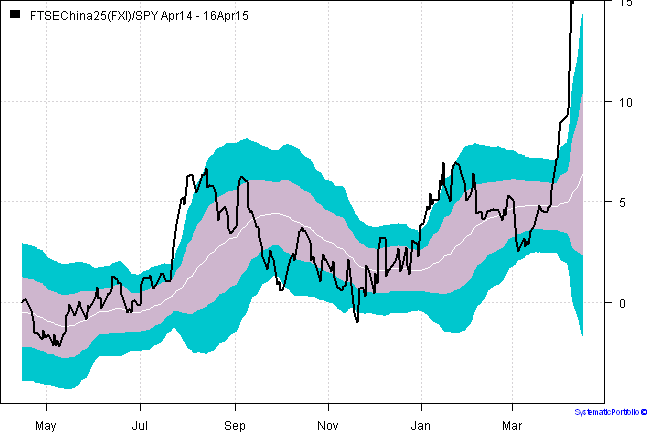 FTSEChina25(FXI)/SPY Apr14 - 16Apr15
15
10
5
0
May Jul Sep Nov Jan Mar
SystematicPortfolio ©